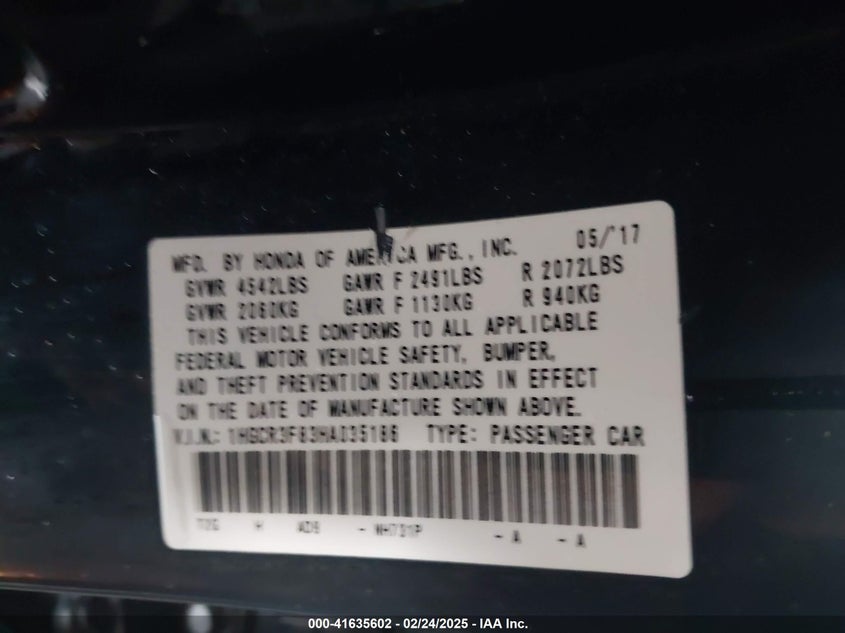 MFD. BY HONDA OF AMERICA MFG., INC. 05/'17
GVWR 4542LBS GAWR F 2491LBS R 2072LBS
GVWR 2060KG GAWR F 1130KG R 940KG
THIS VEHICLE CONFORMS TO ALL APPLICABLE
FEDERAL MOTOR VEHICLE SAFETY, BUMPER,
AND THEFT PREVENTION STANDARDS IN EFFECT
ON THE DATE OF MANUFACTURE SHOWN ABOVE.
V.I.N.: TYPE: PASSENGER CAR
H - - A - A
000-41635602 - 02/24/2025 - IAA Inc.